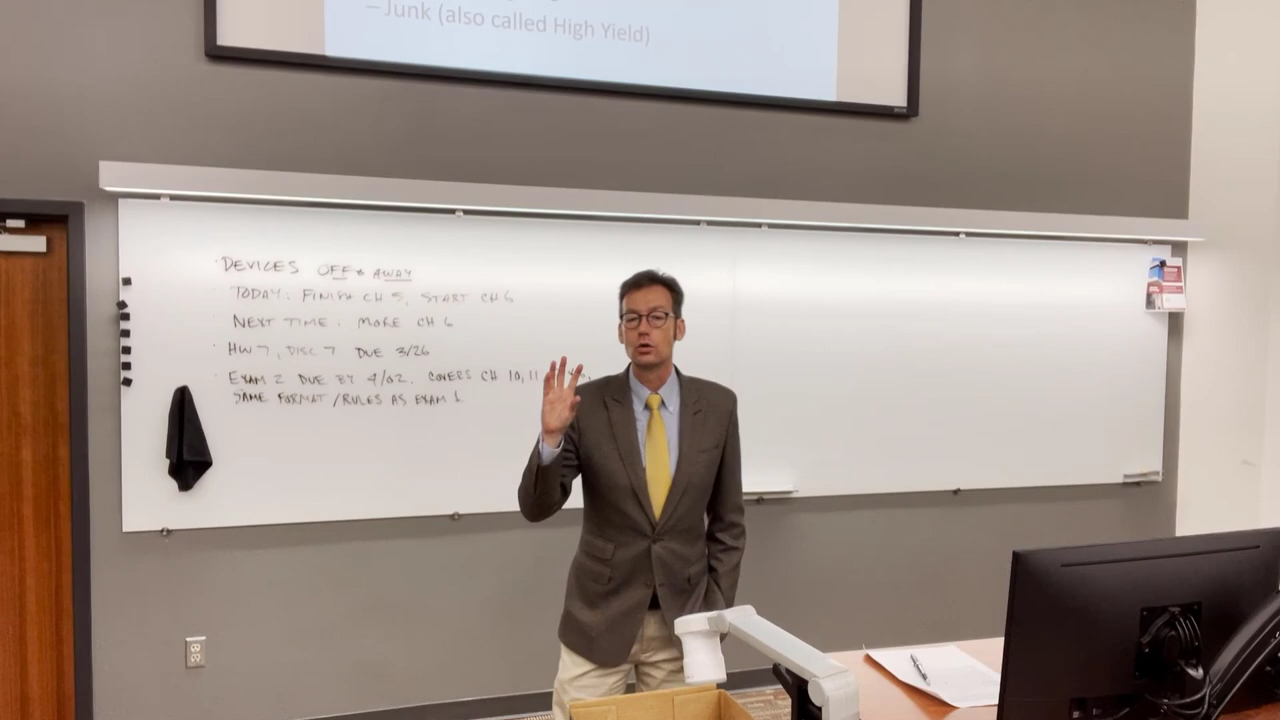 —Junk (also called High Yield)
DEVICES OFF & AWAY
TODAY: FINISH CH 5, START CH 6
NEXT TIME: MORE CH 6
HW 7, DISC 7 DUE 3/26
EXAM 2 DUE BY 4/02. COVERS CH 10, 11
SAME FORMAT/RULES AS EXAM 1